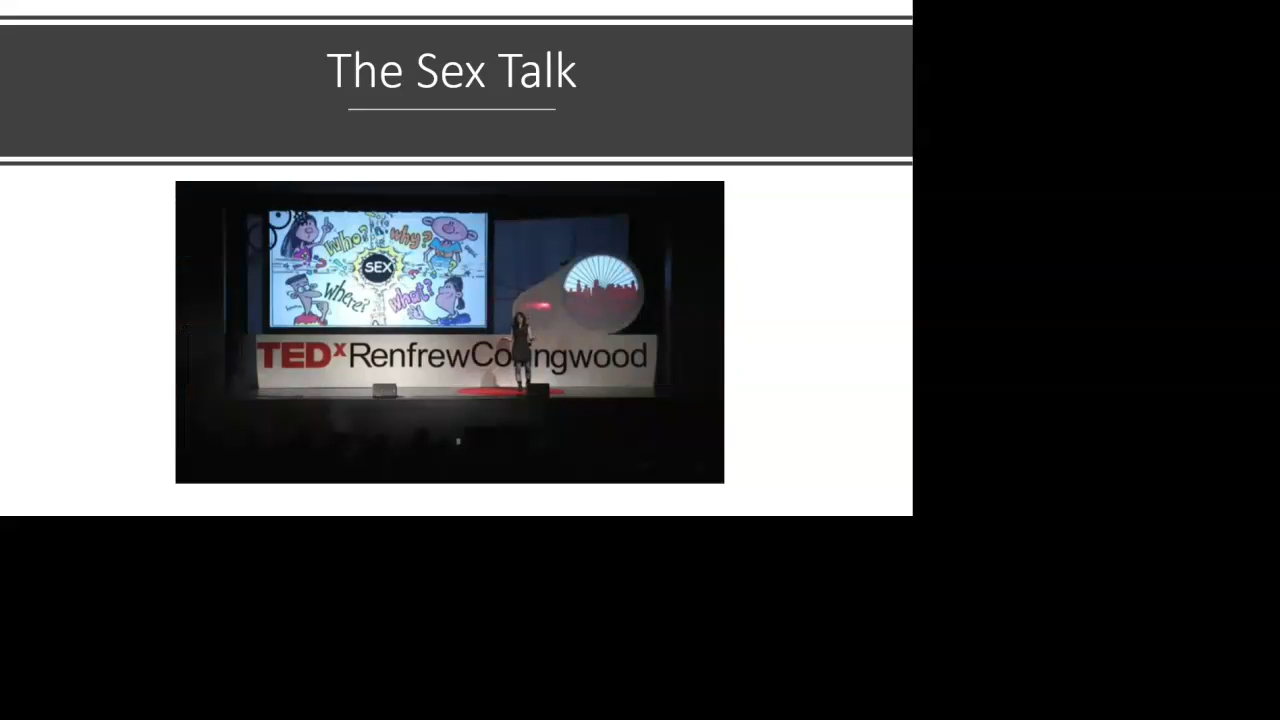 The Sex Talk
Who? Why?
SEX
Where? What?
TEDxRenfrewCollingwood